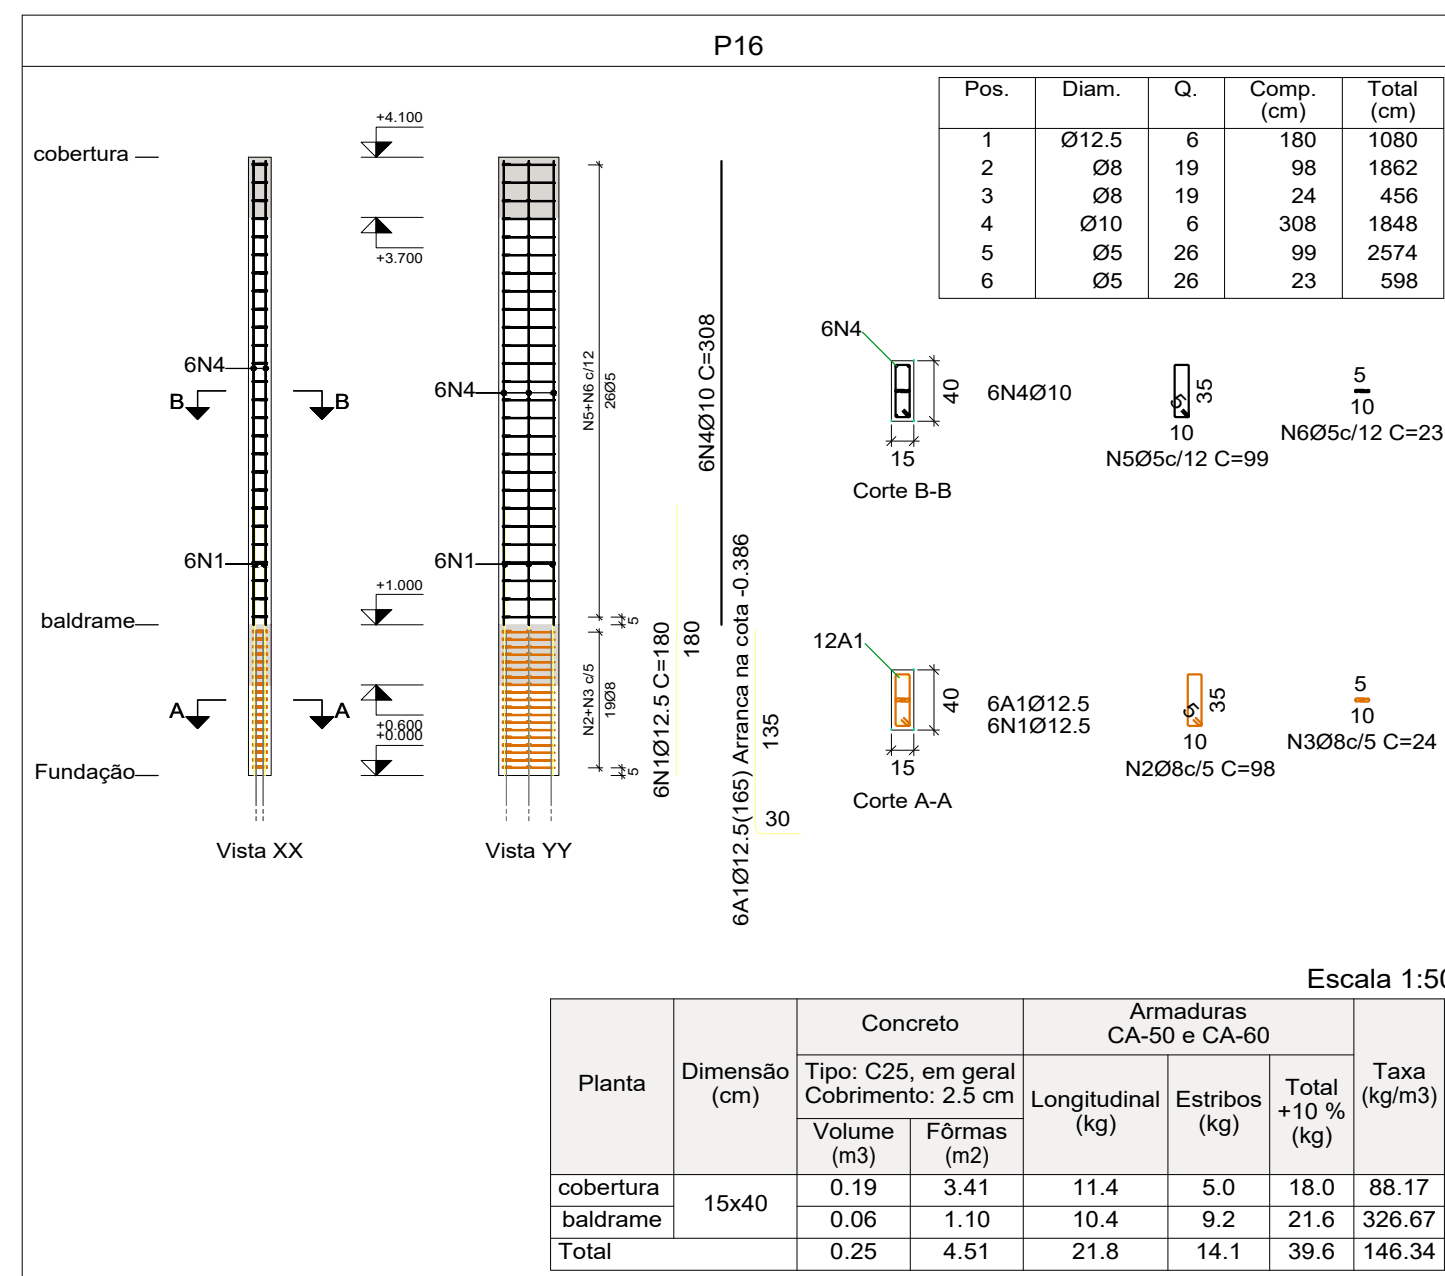 P16
Pos. Diam. Q. Comp. (cm) Total (cm)
1 Ø12.5 6 180 1080
2 Ø8 19 98 1862
3 Ø8 19 24 456
4 Ø10 6 308 1848
5 Ø5 26 99 2574
6 Ø5 26 23 598
cobertura
+4.100
+3.700
6N4
B B
6N1
baldrame
+1.000
A A
+0.600
+0.000
Fundação
Vista XX
6N4
6N1
Vista YY
N5+N6 c/12
26Ø5
5
N2+N3 c/5
19Ø8
5
6N1Ø12.5 C=180
180
6N4Ø10 C=308
6A1Ø12.5(165) Arranca na cota -0.386
135
30
6N4
40
15
6N4Ø10
Corte B-B
5
35
10
N5Ø5c/12 C=99
5
10
N6Ø5c/12 C=23
12A1
40
15
6A1Ø12.5
6N1Ø12.5
Corte A-A
5
35
10
N2Ø8c/5 C=98
5
10
N3Ø8c/5 C=24
Escala 1:50
Planta
Dimensão (cm)
Concreto
Tipo: C25, em geral
Cobrimento: 2.5 cm
Volume (m3)
Fôrmas (m2)
Armaduras
CA-50 e CA-60
Longitudinal (kg)
Estribos (kg)
Total +10 % (kg)
Taxa (kg/m3)
cobertura 15x40 0.19 3.41 11.4 5.0 18.0 88.17
baldrame 0.06 1.10 10.4 9.2 21.6 326.67
Total 0.25 4.51 21.8 14.1 39.6 146.34